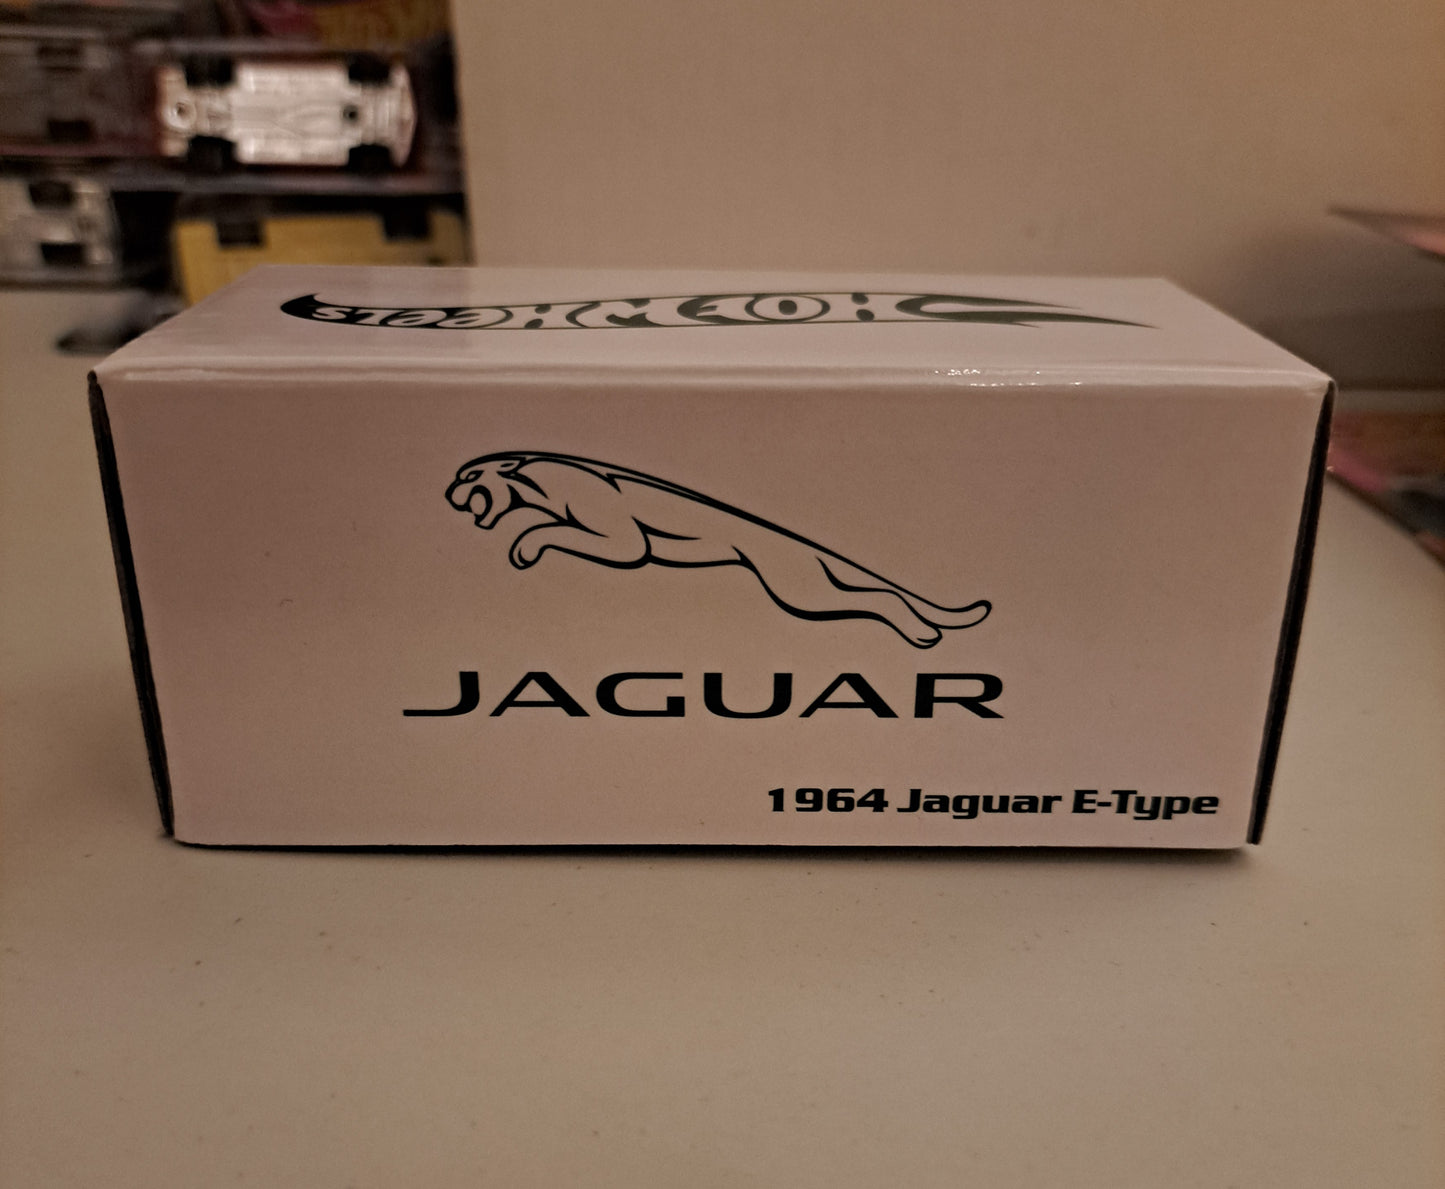 HOT WHEELS
JAGUAR
1964 Jaguar E-Type